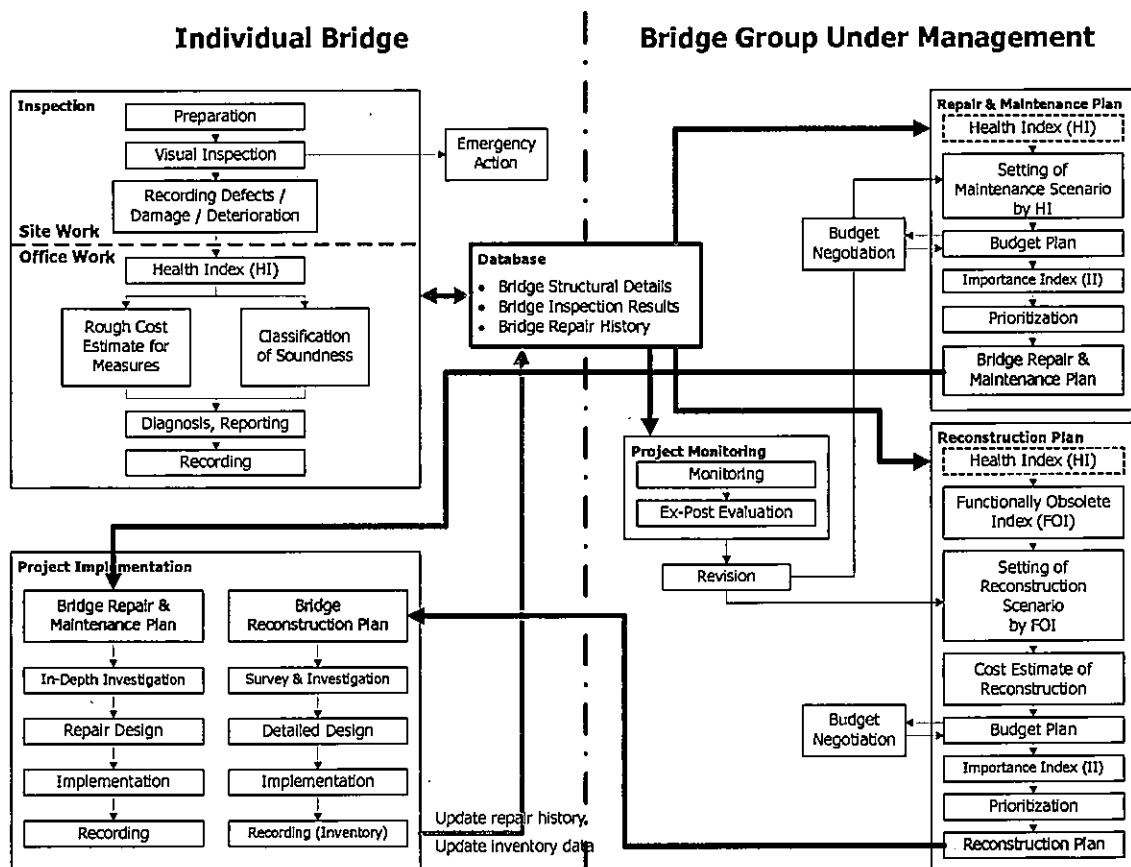 Individual Bridge
Bridge Group Under Management
Inspection
Preparation
Visual Inspection
Recording Defects /
Damage / Deterioration
Site Work
Office Work
Health Index (HI)
Rough Cost
Estimate for
Measures
Classification
of Soundness
Diagnosis, Reporting
Recording
Emergency
Action
Database
• Bridge Structural Details
• Bridge Inspection Results
• Bridge Repair History
Repair & Maintenance Plan
Health Index (HI)
Setting of
Maintenance Scenario
by HI
Budget
Negotiation
Budget Plan
Importance Index (II)
Prioritization
Bridge Repair &
Maintenance Plan
Project Monitoring
Monitoring
Ex-Post Evaluation
Revision
Reconstruction Plan
Health Index (HI)
Functionally Obsolete
Index (FOI)
Setting of
Reconstruction
Scenario
by FOI
Cost Estimate of
Reconstruction
Budget
Negotiation
Budget Plan
Importance Index (II)
Prioritization
Reconstruction Plan
Project Implementation
Bridge Repair &
Maintenance Plan
In-Depth Investigation
Repair Design
Implementation
Recording
Bridge
Reconstruction Plan
Survey & Investigation
Detailed Design
Implementation
Recording (Inventory)
Update repair history,
Update inventory data